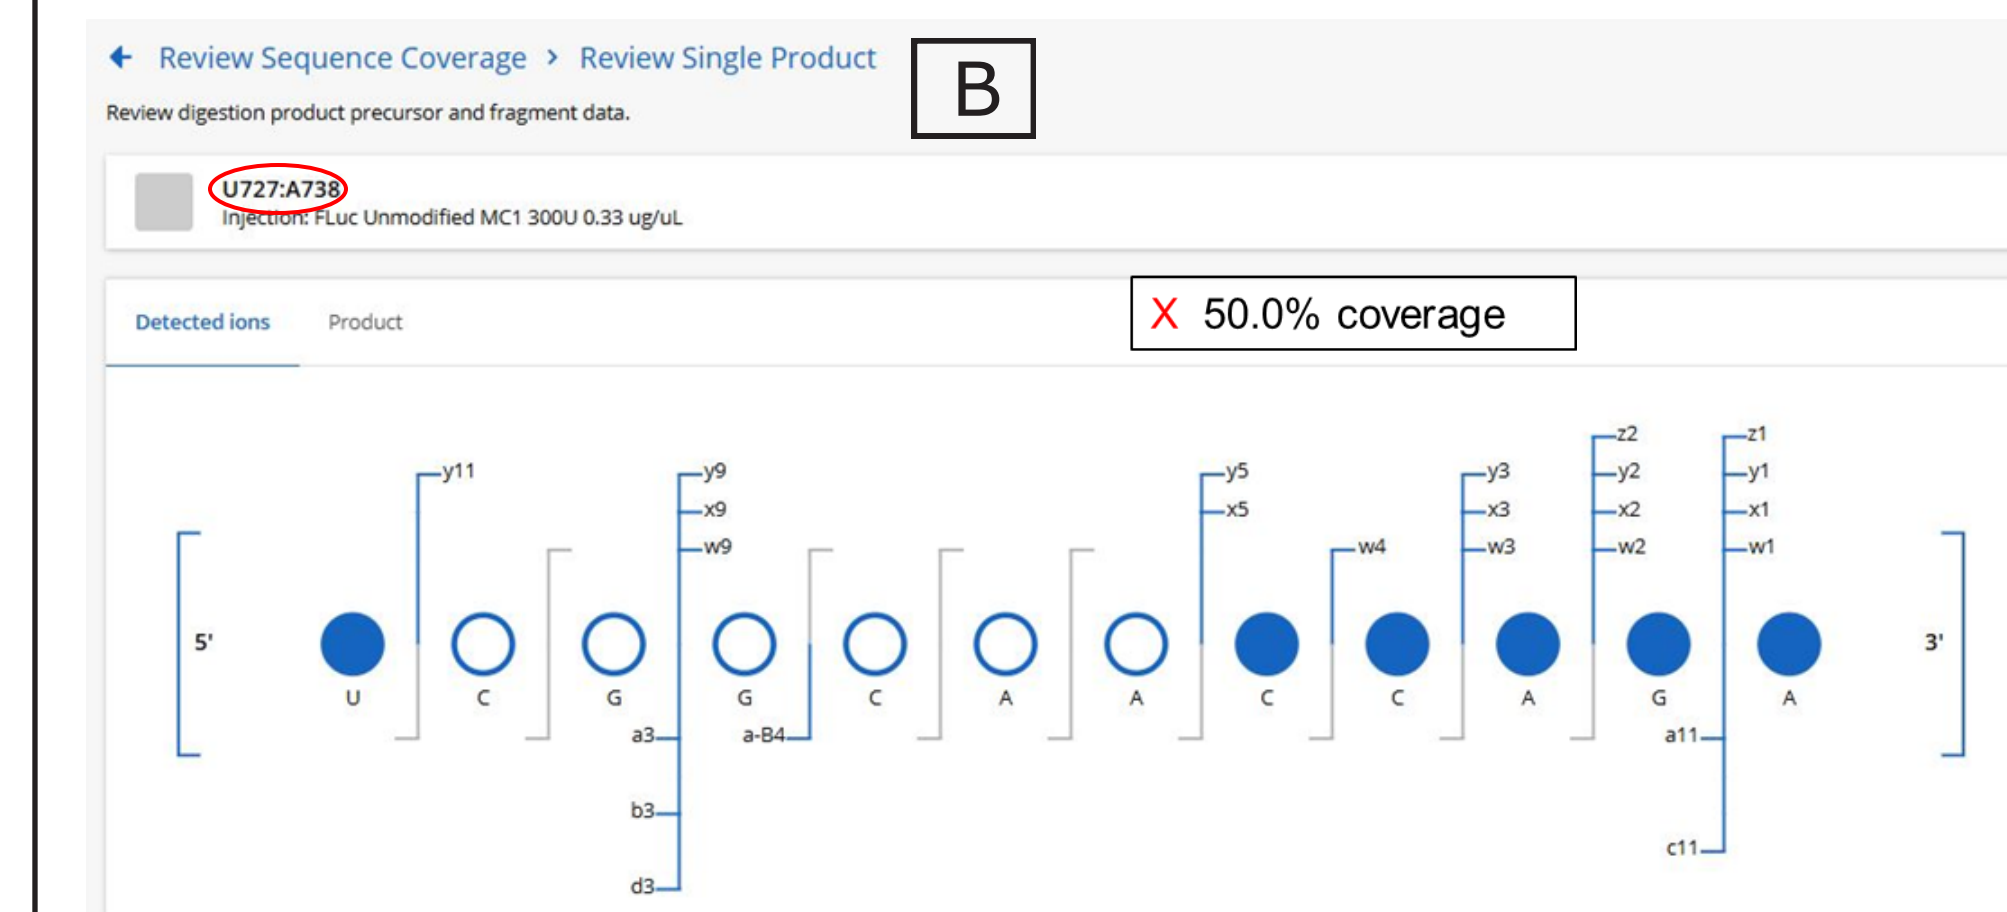 Review Sequence Coverage > Review Single Product
B
Review digestion product precursor and fragment data.
U727:A738
Injection: FLuc Unmodified MC1 300U 0.33 ug/uL
Detected ions Product
X 50.0% coverage
z2 z1
y11 y9 y5 y3 y2 y1
x9 x5 x3 x2 x1
w9 w4 w3 w2 w1
5' 3'
U C G G C A A C C A G A
a3 a-B4 a11
b3
c11
d3